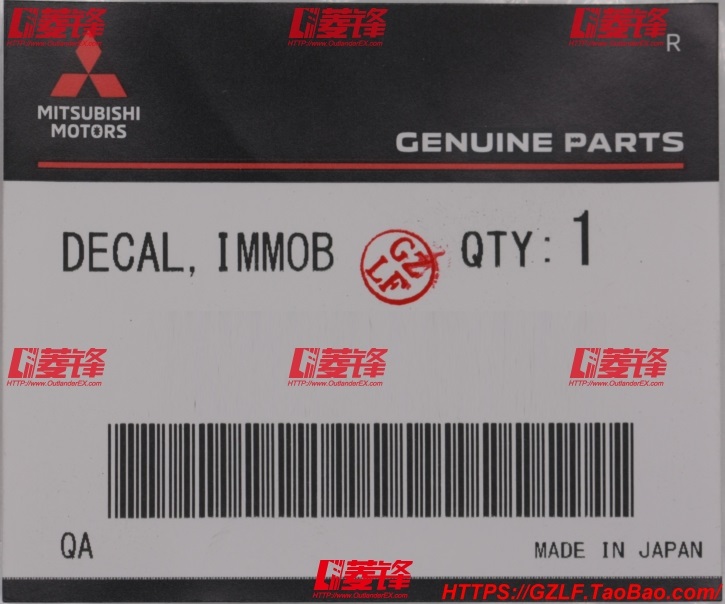 菱锋 菱锋 菱锋
HTTP://www.OutlanderEX.com HTTP://www.OutlanderEX.com HTTP://www.OutlanderEX.com
R
MITSUBISHI
MOTORS
GENUINE PARTS
DECAL, IMMOB GZ LF QTY: 1
菱锋 菱锋 菱锋
HTTP://www.OutlanderEX.com HTTP://www.OutlanderEX.com HTTP://www.OutlanderEX.com
QA MADE IN JAPAN
菱锋
HTTP://www.OutlanderEX.com
HTTPS://GZLF.TaoBao.com/